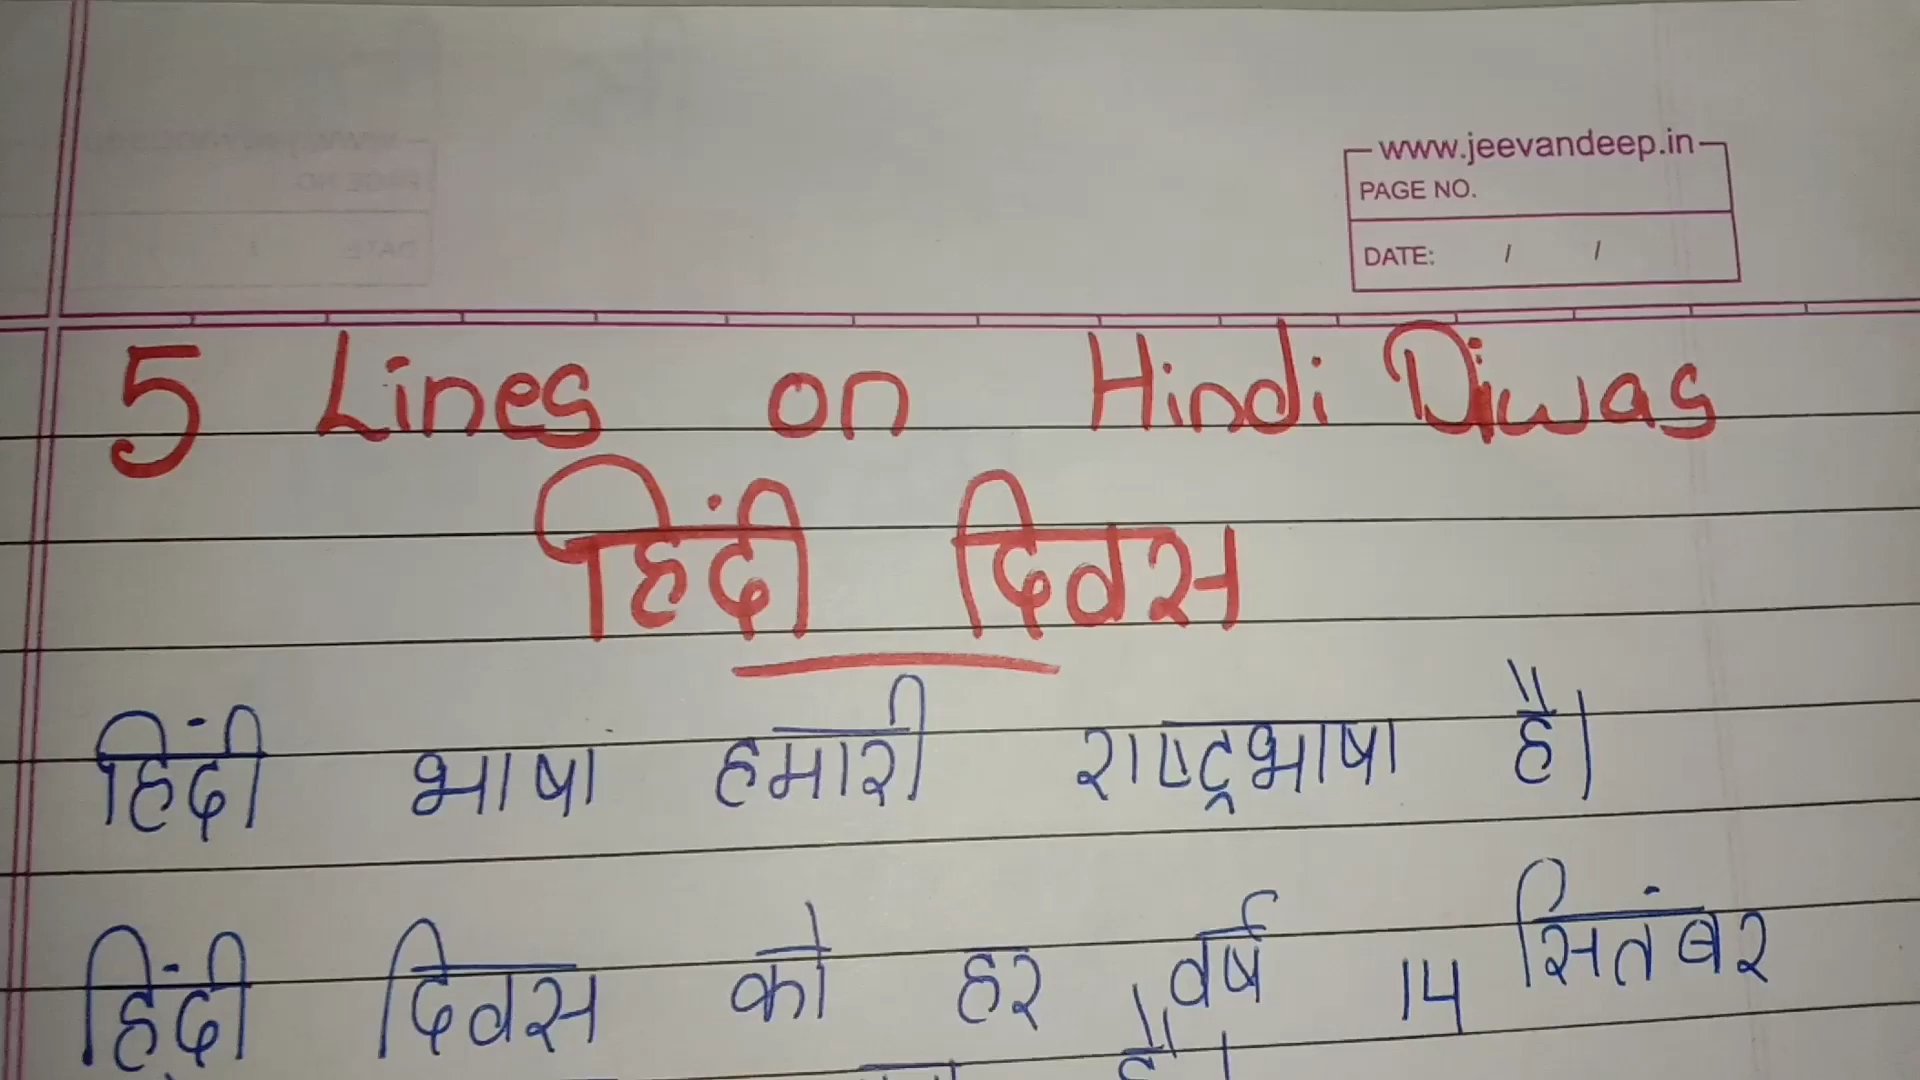 www.jeevandeep.in
PAGE NO.
DATE: / /
5 Lines on Hindi Diwas
हिंदी दिवस
हिंदी भाषा हमारी राष्ट्रभाषा है।
हिंदी दिवस को हर वर्ष 14 सितंबर
है।